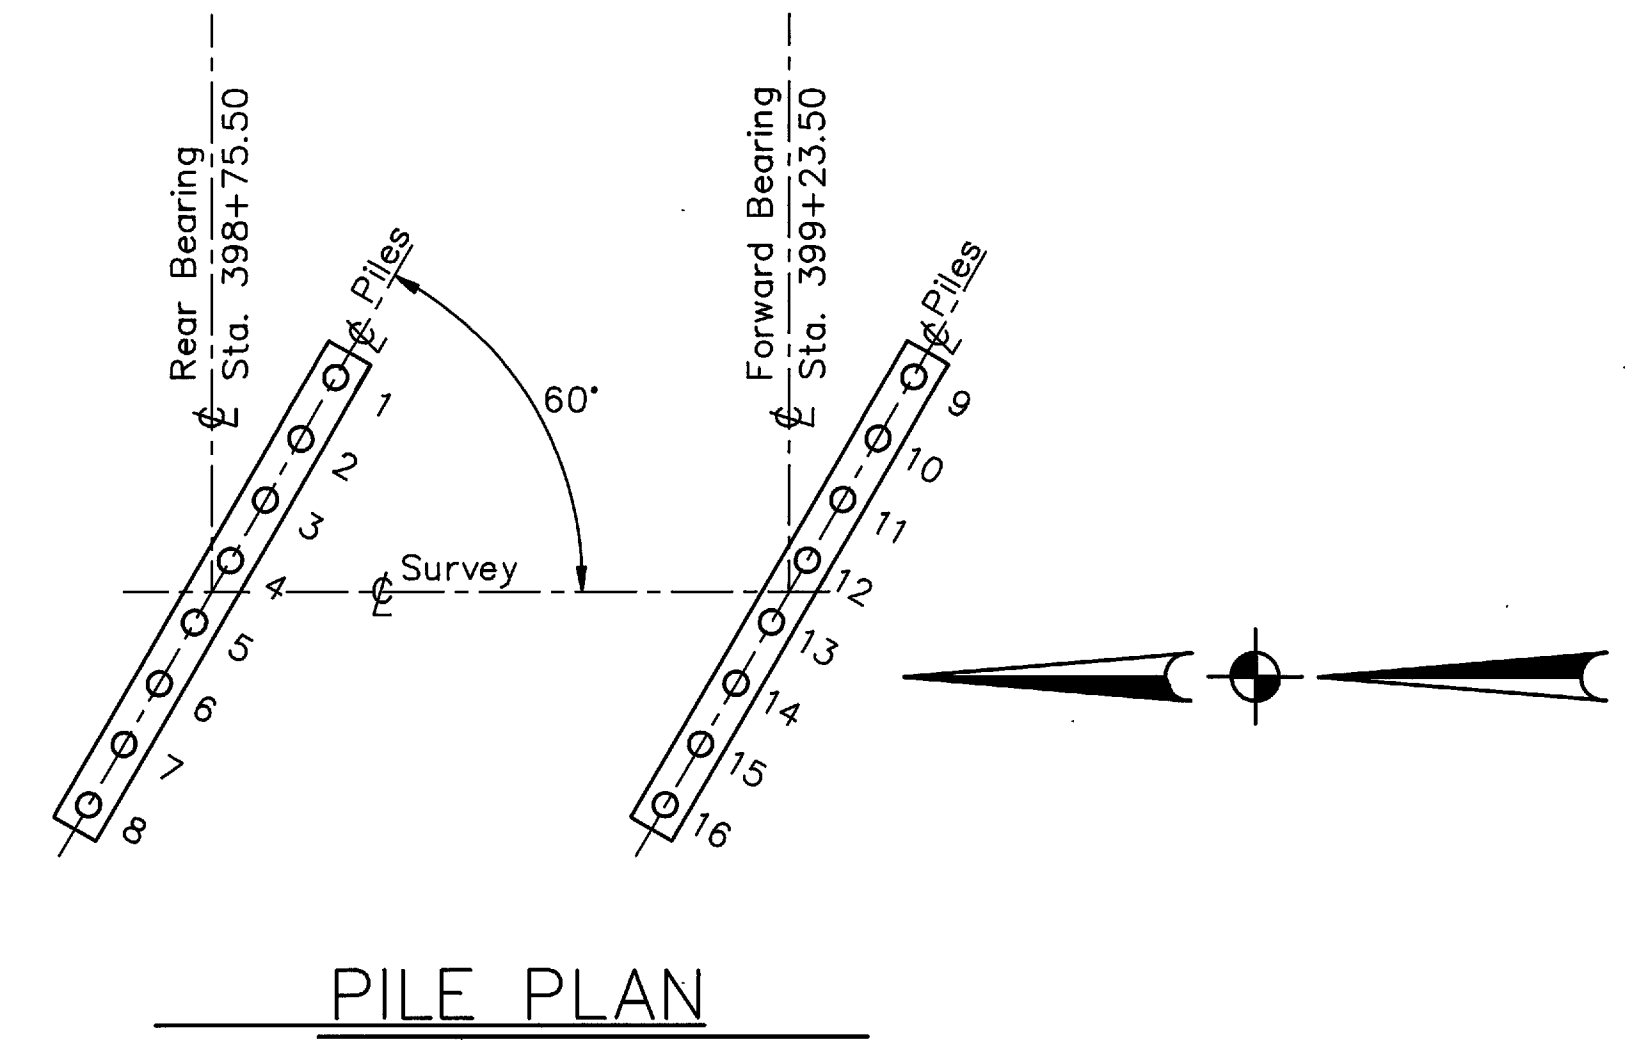 Rear Bearing
Sta. 398+75.50
℄
℄ Piles
60°
Forward Bearing
Sta. 399+23.50
℄
℄ Piles
1
2
3
4
5
6
7
8
℄ Survey
9
10
11
12
13
14
15
16
PILE PLAN